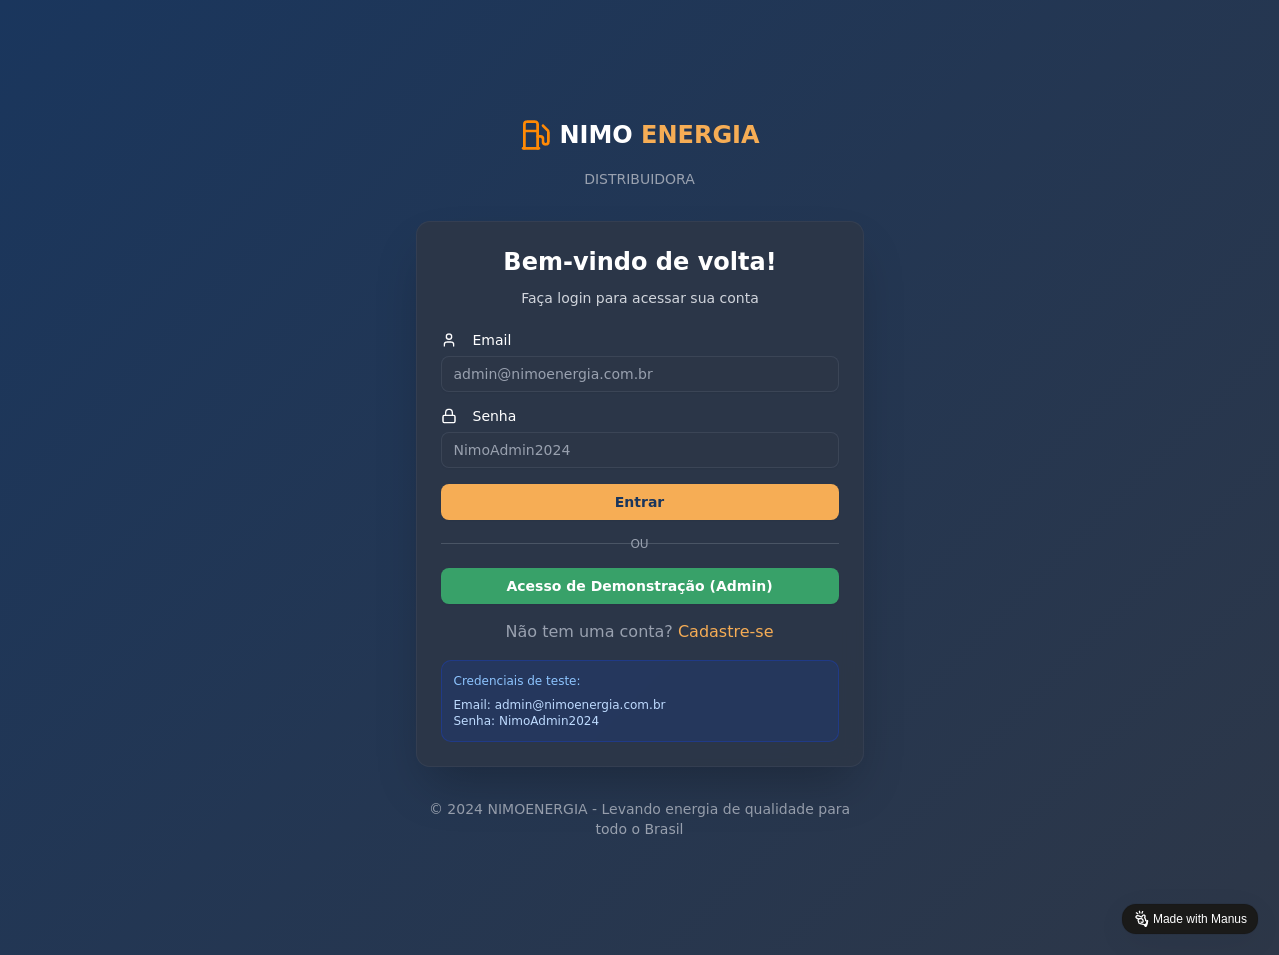 NIMO ENERGIA
DISTRIBUIDORA
Bem-vindo de volta!
Faça login para acessar sua conta
Email
admin@nimoenergia.com.br
Senha
NimoAdmin2024
Entrar
OU
Acesso de Demonstração (Admin)
Não tem uma conta? Cadastre-se
Credenciais de teste:
Email: admin@nimoenergia.com.br
Senha: NimoAdmin2024
© 2024 NIMOENERGIA - Levando energia de qualidade para
todo o Brasil
Made with Manus